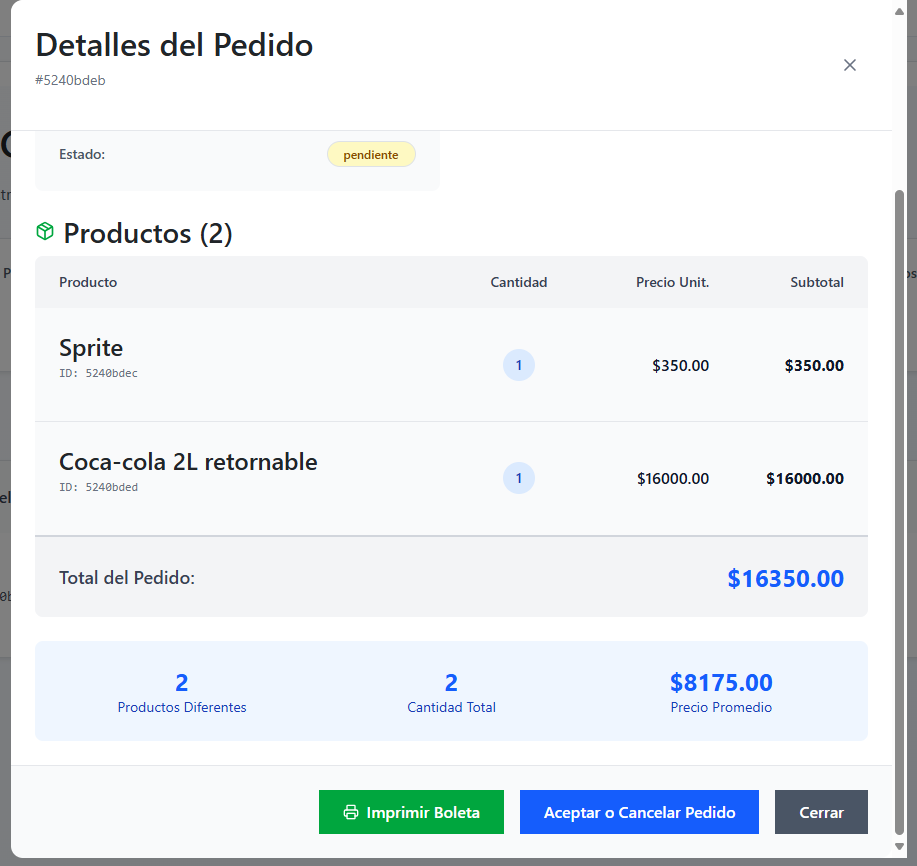 Detalles del Pedido
#5240bdeb
Estado:
pendiente
Productos (2)
Producto Cantidad Precio Unit. Subtotal
Sprite
ID: 5240bdec
1 $350.00 $350.00
Coca-cola 2L retornable
ID: 5240bded
1 $16000.00 $16000.00
Total del Pedido: $16350.00
2 2 $8175.00
Productos Diferentes Cantidad Total Precio Promedio
Imprimir Boleta Aceptar o Cancelar Pedido Cerrar